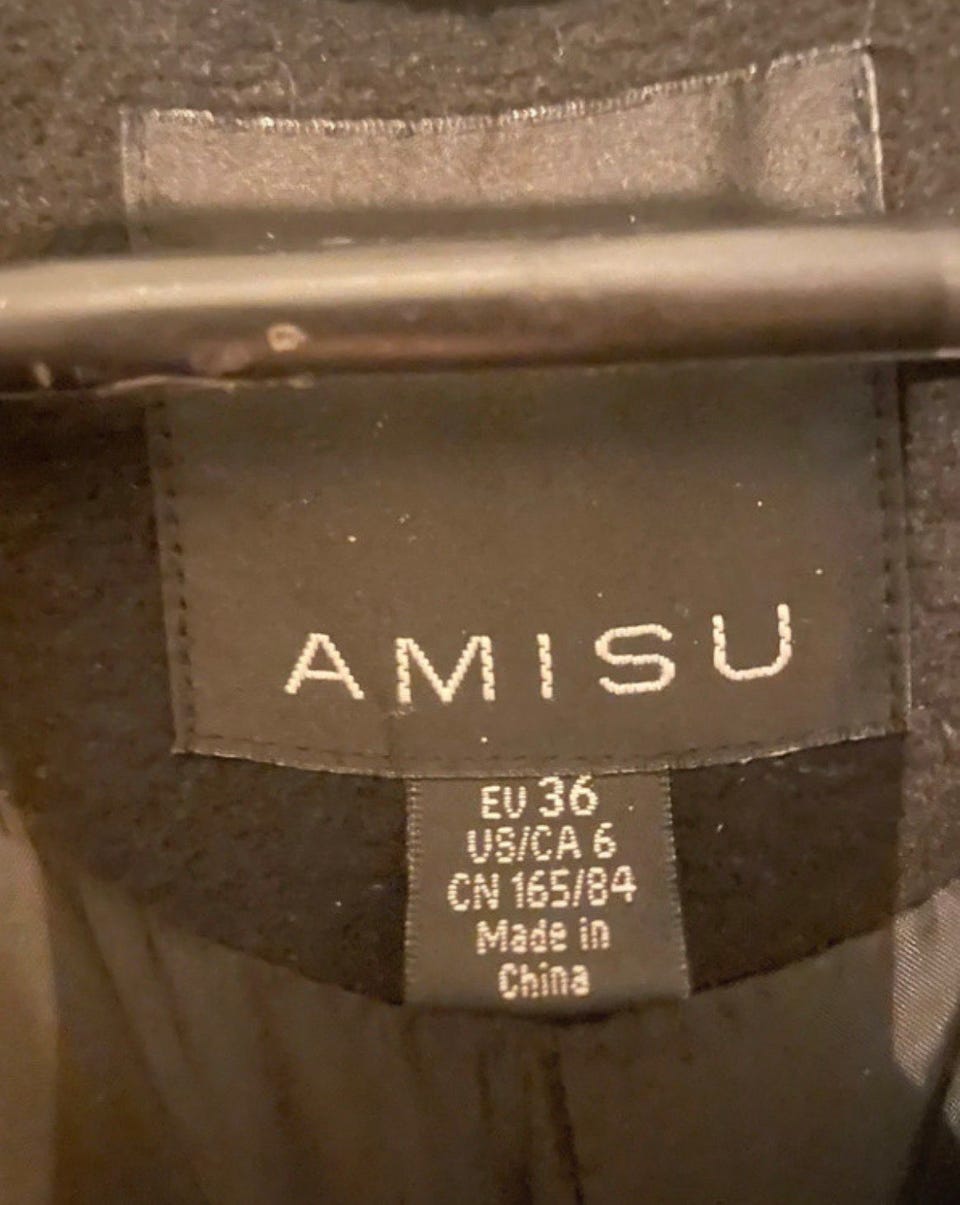 AMISU
EU 36
US/CA 6
CN 165/84
Made in
China